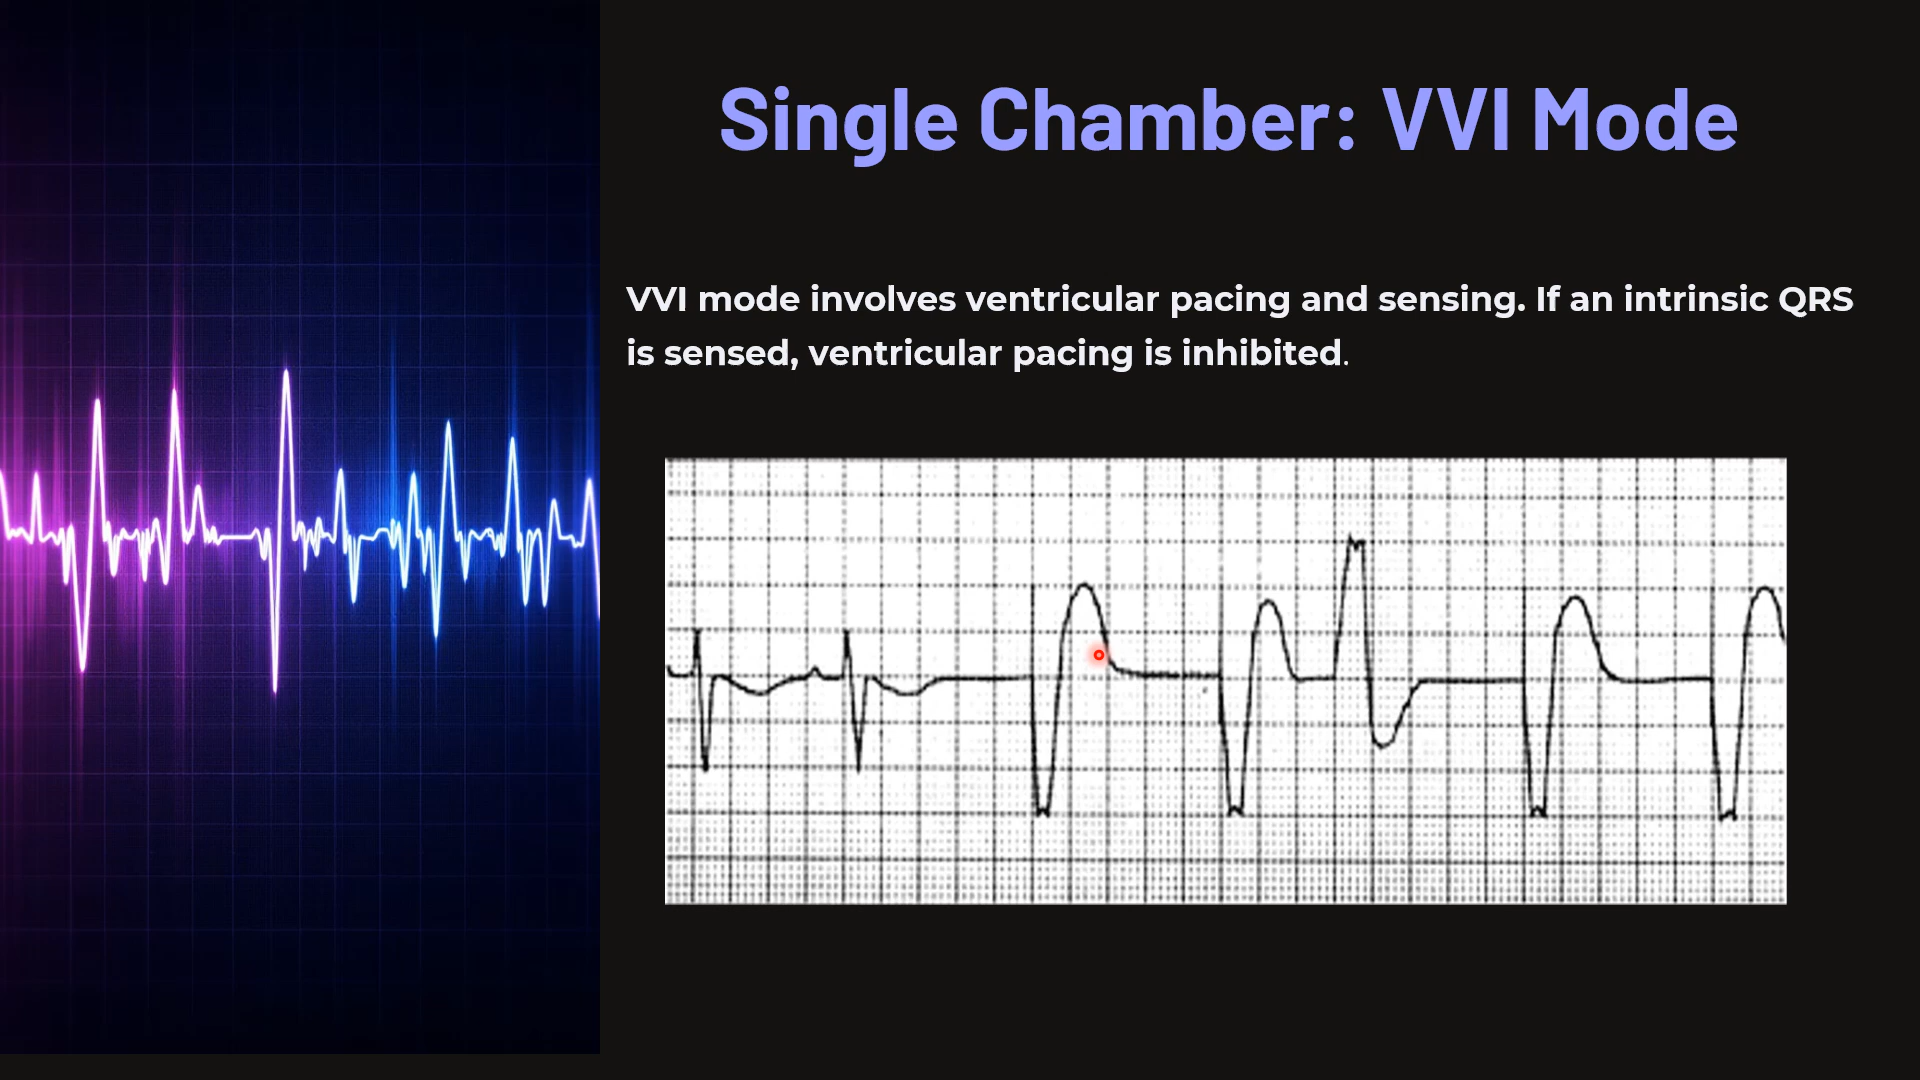 Single Chamber: VVI Mode
VVI mode involves ventricular pacing and sensing. If an intrinsic QRS
is sensed, ventricular pacing is inhibited.